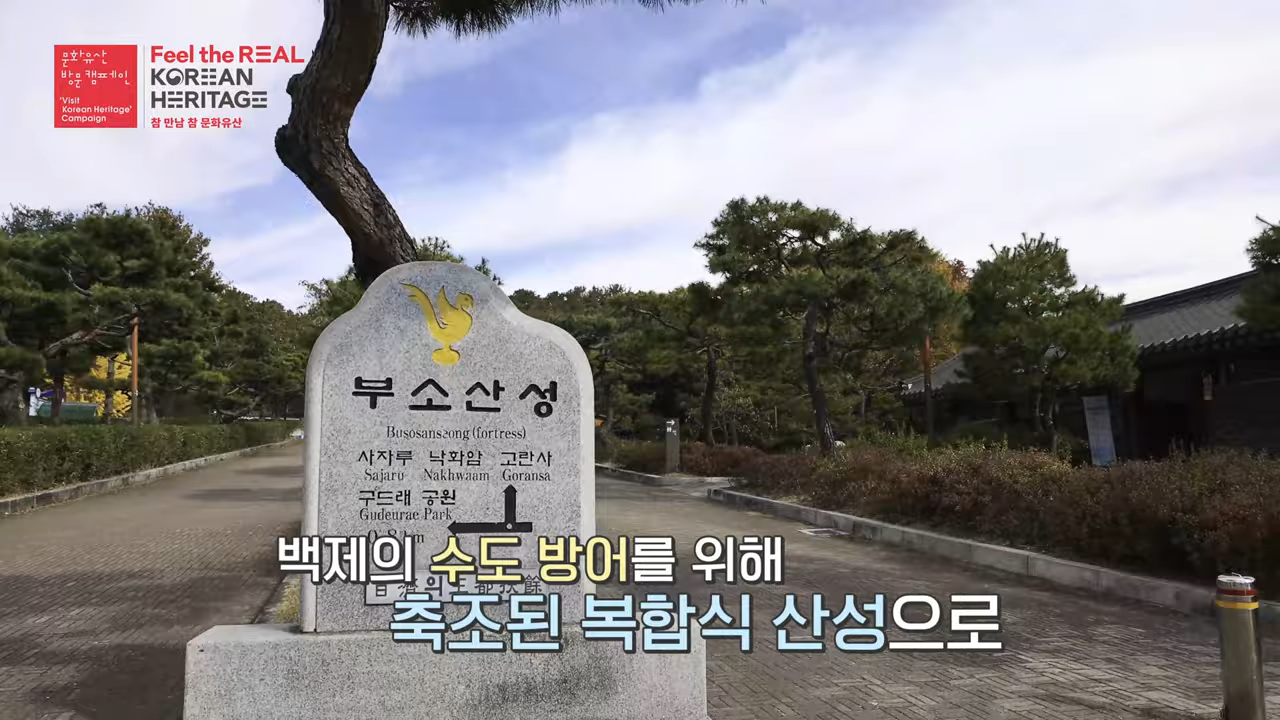 문화유산
방문 캠페인
'Visit
Korean Heritage'
Campaign
Feel the REAL
KOREAN
HERITAGE
참 만남 참 문화유산
부소산성
Busosanseong (fortress)
사자루 낙화암 고란사
Sajaru Nakhwaam Goransa
구드래 공원
Gudeurae Park
백제의 수도 방어를 위해
축조된 복합식 산성으로